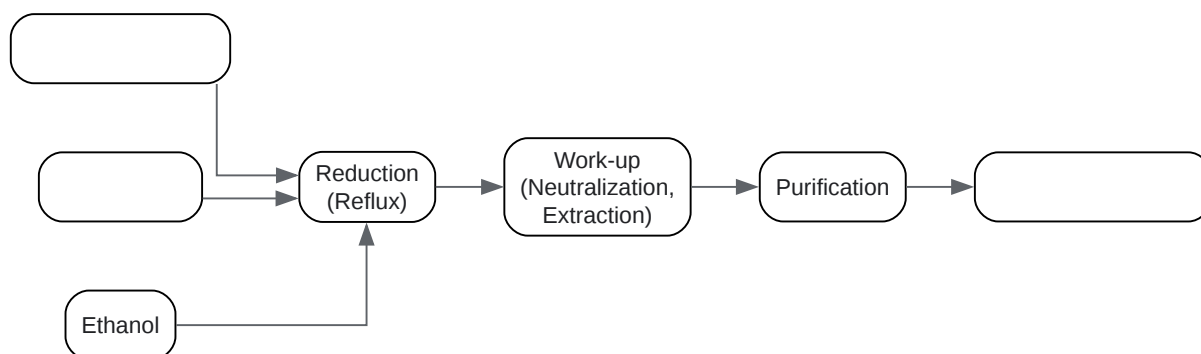 Reduction
(Reflux)
Work-up
(Neutralization,
Extraction)
Purification
Ethanol